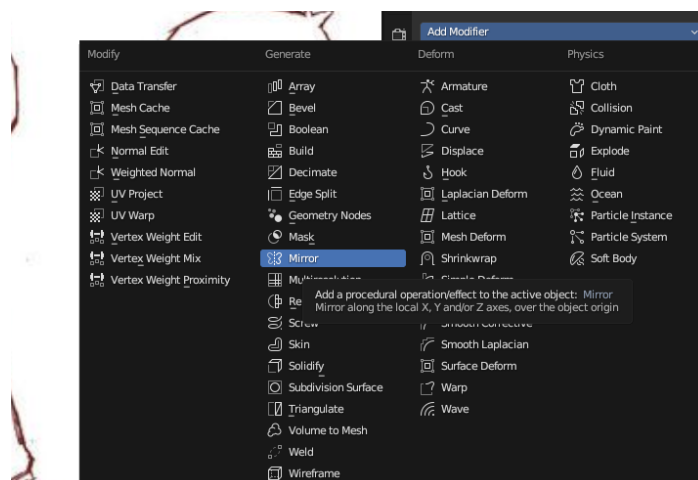 Add Modifier
Modify
Data Transfer
Mesh Cache
Mesh Sequence Cache
Normal Edit
Weighted Normal
UV Project
UV Warp
Vertex Weight Edit
Vertex Weight Mix
Vertex Weight Proximity
Generate
Array
Bevel
Boolean
Build
Decimate
Edge Split
Geometry Nodes
Mask
Mirror
Re
Screw
Skin
Solidify
Subdivision Surface
Triangulate
Volume to Mesh
Weld
Wireframe
Deform
Armature
Cast
Curve
Displace
Hook
Laplacian Deform
Lattice
Mesh Deform
Shrinkwrap
Smooth Corrective
Smooth Laplacian
Surface Deform
Warp
Wave
Physics
Cloth
Collision
Dynamic Paint
Explode
Fluid
Ocean
Particle Instance
Particle System
Soft Body
Add a procedural operation/effect to the active object: Mirror
Mirror along the local X, Y and/or Z axes, over the object origin